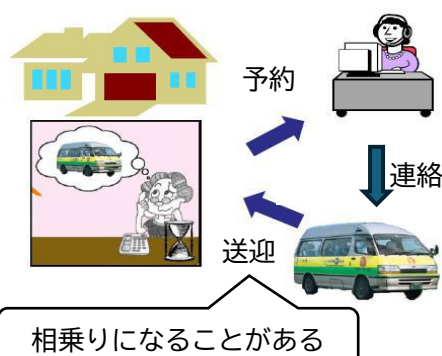 予約
連絡
送迎
相乗りになることがある